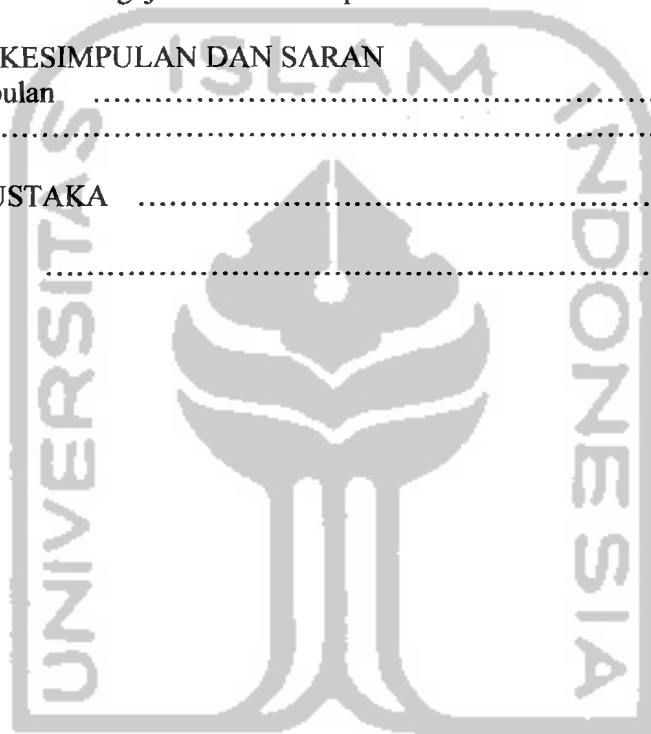 KESIMPULAN DAN SARAN
pulan ........................................................................
........................................................................
USTAKA ........................................................................
........................................................................
UNIVERSITAS
ISLAM
INDONESIA